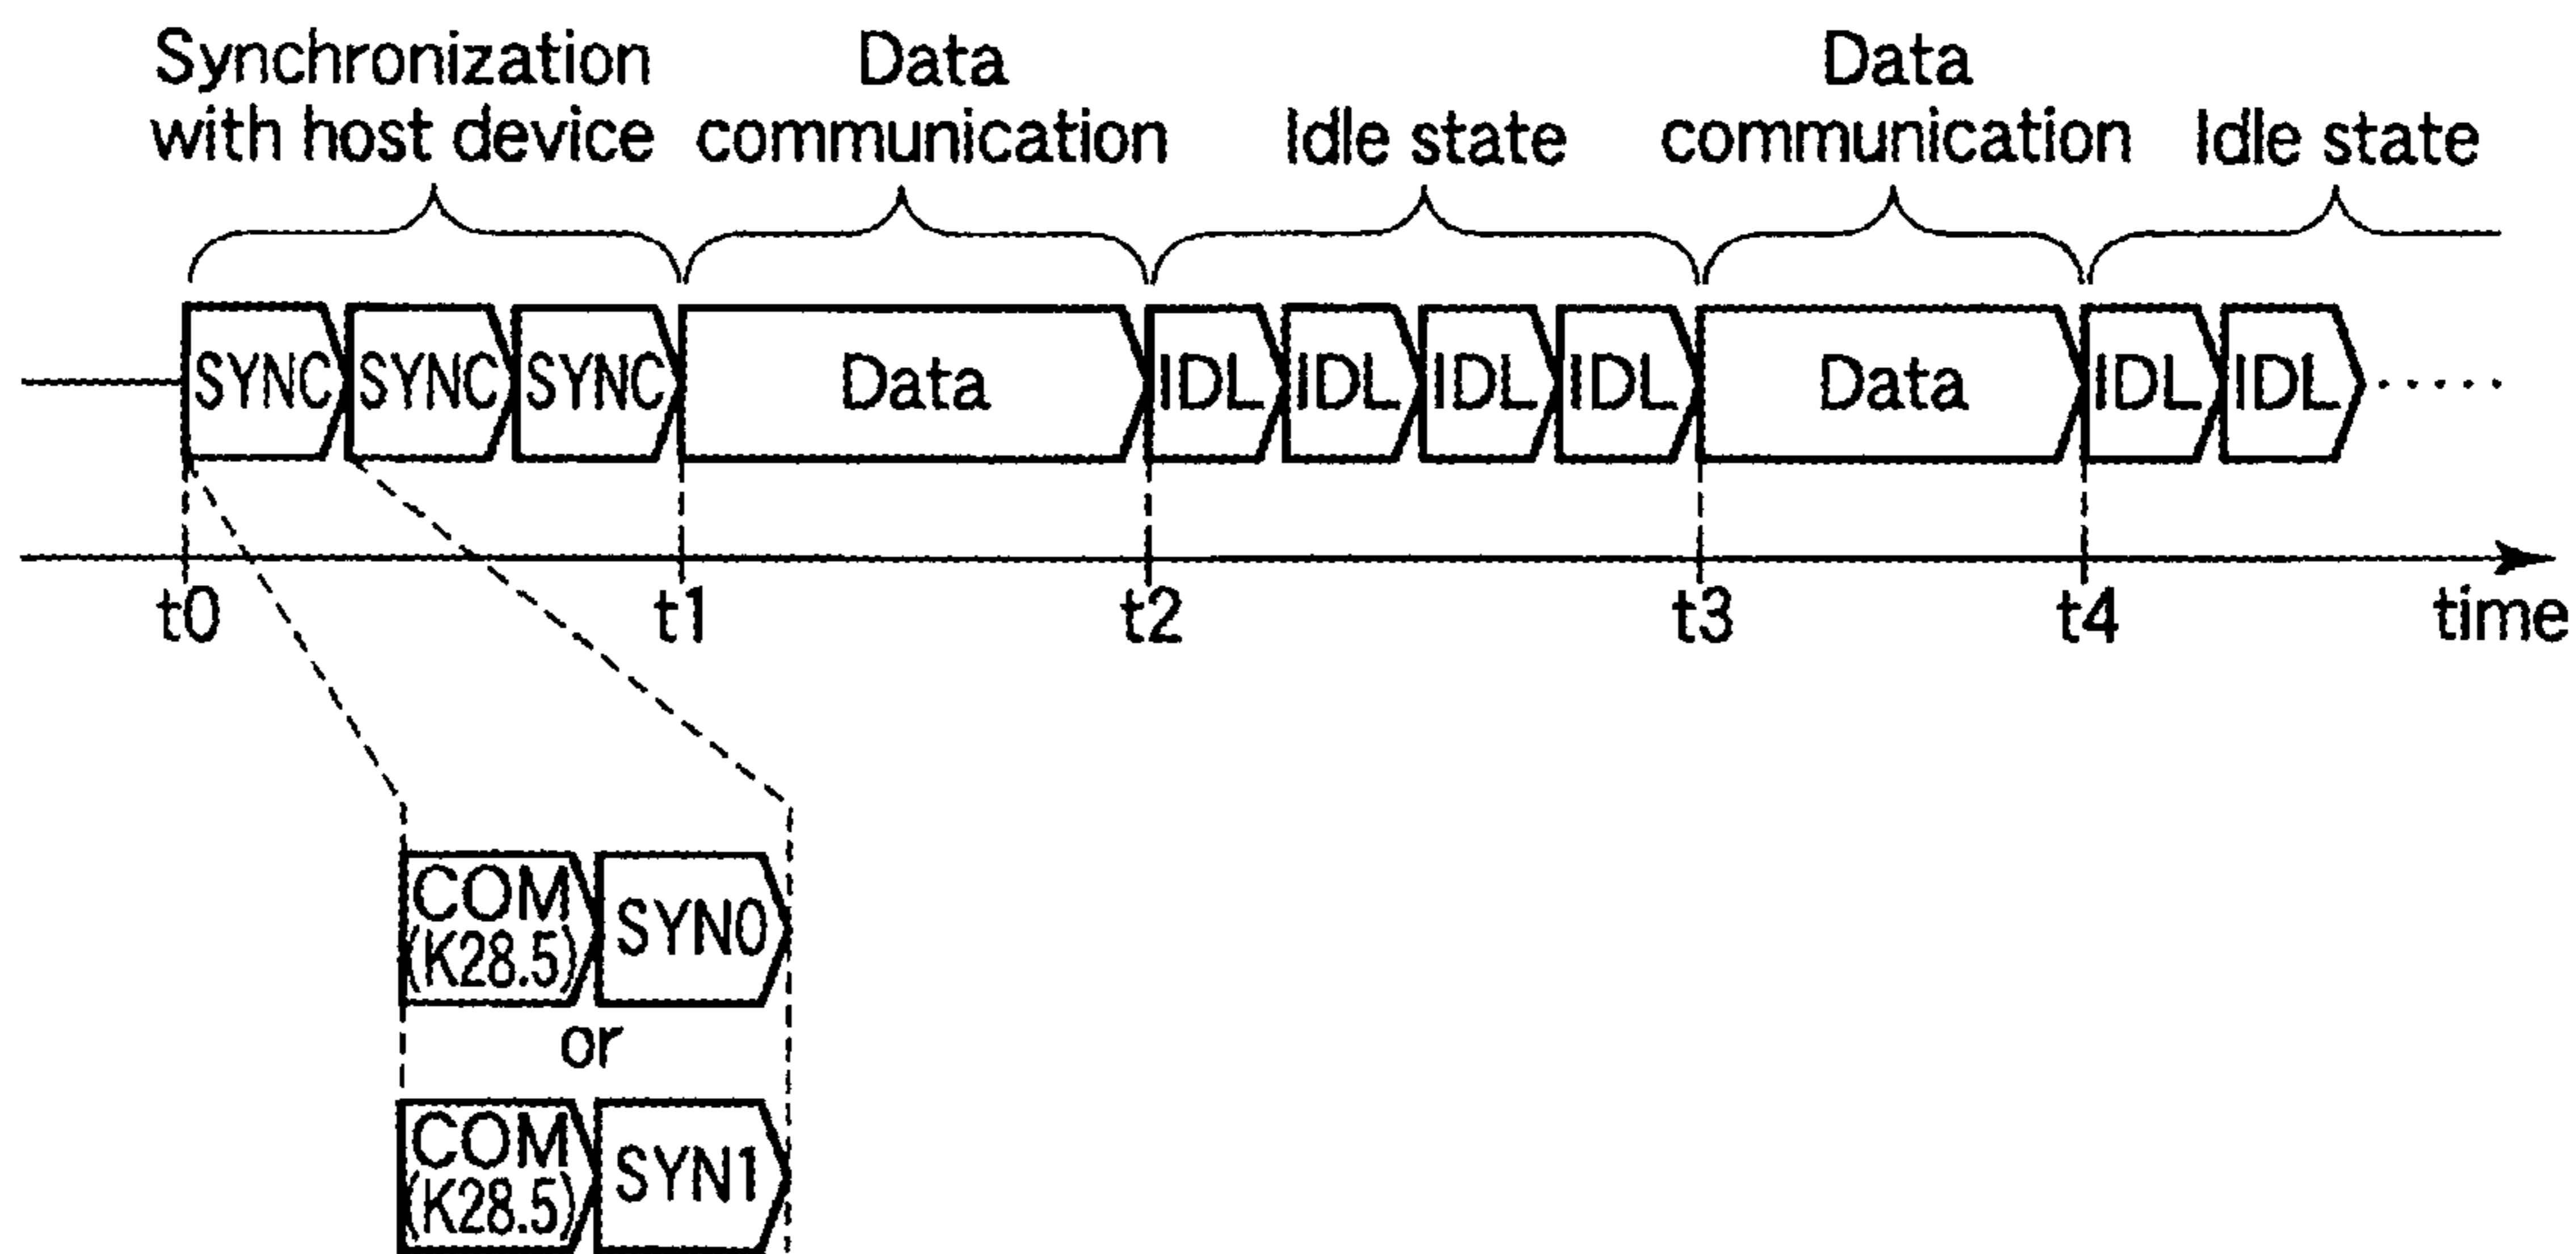 Synchronization
with host device
Data
communication
Idle state
Data
communication
Idle state
SYNC SYNC SYNC Data IDL IDL IDL IDL Data IDL IDL
t0 t1 t2 t3 t4 time
COM
(K28.5)
SYN0
or
COM
(K28.5)
SYN1